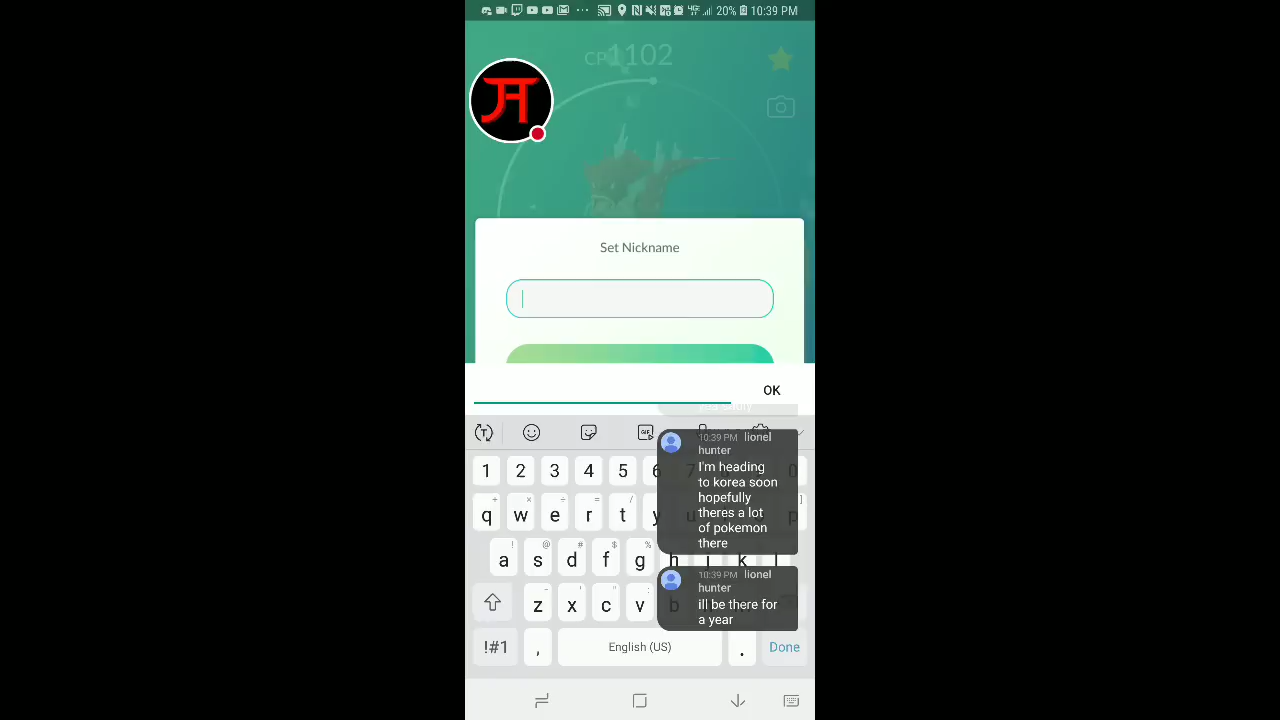 20% 10:39 PM
CP1102
Set Nickname
OK
1 2 3 4 5
q w e r t y u p
a s d f g h j k l
z x c v b
!#1 , English (US) . Done
10:39 PM lionel
hunter
I'm heading
to korea soon
hopefully
theres a lot
of pokemon
there
10:39 PM lionel
hunter
ill be there for
a year